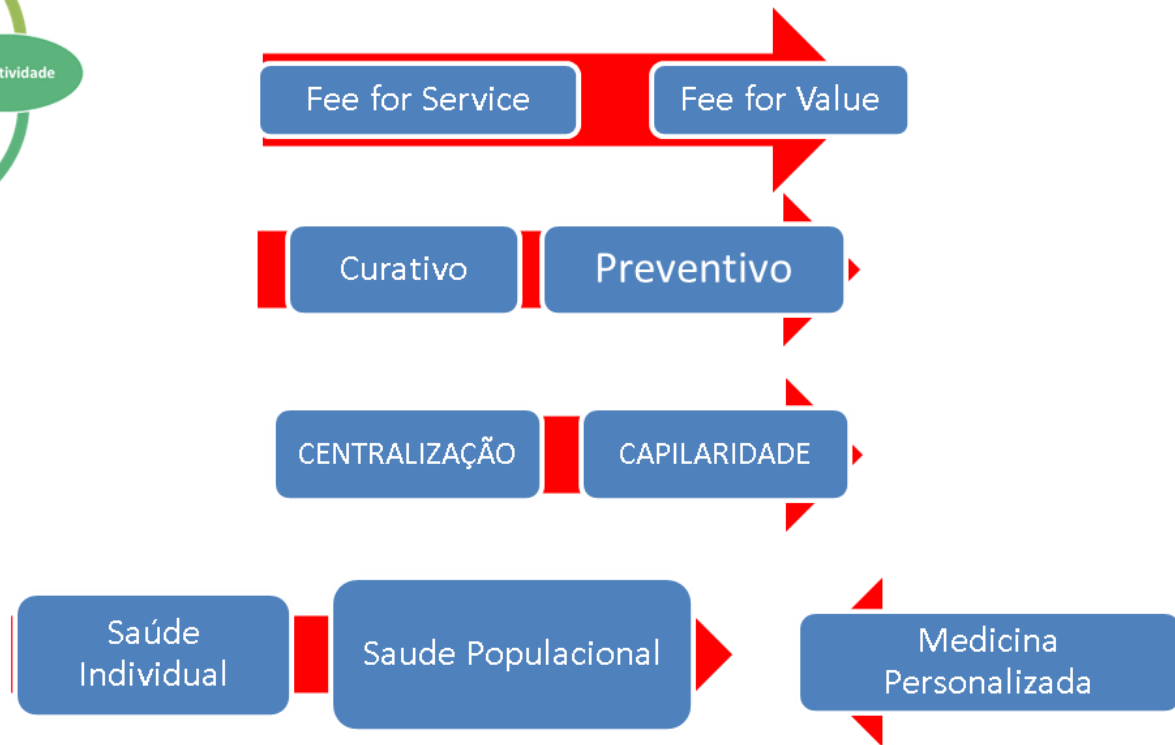 tividade
Fee for Service
Fee for Value
Curativo
Preventivo
CENTRALIZAÇÃO
CAPILARIDADE
Saúde
Individual
Saude Populacional
Medicina
Personalizada